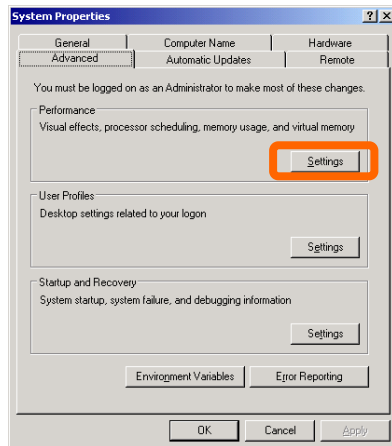 System Properties
General Computer Name Hardware
Advanced Automatic Updates Remote
You must be logged on as an Administrator to make most of these changes.
Performance
Visual effects, processor scheduling, memory usage, and virtual memory
Settings
User Profiles
Desktop settings related to your logon
Settings
Startup and Recovery
System startup, system failure, and debugging information
Settings
Environment Variables Error Reporting
OK Cancel Apply